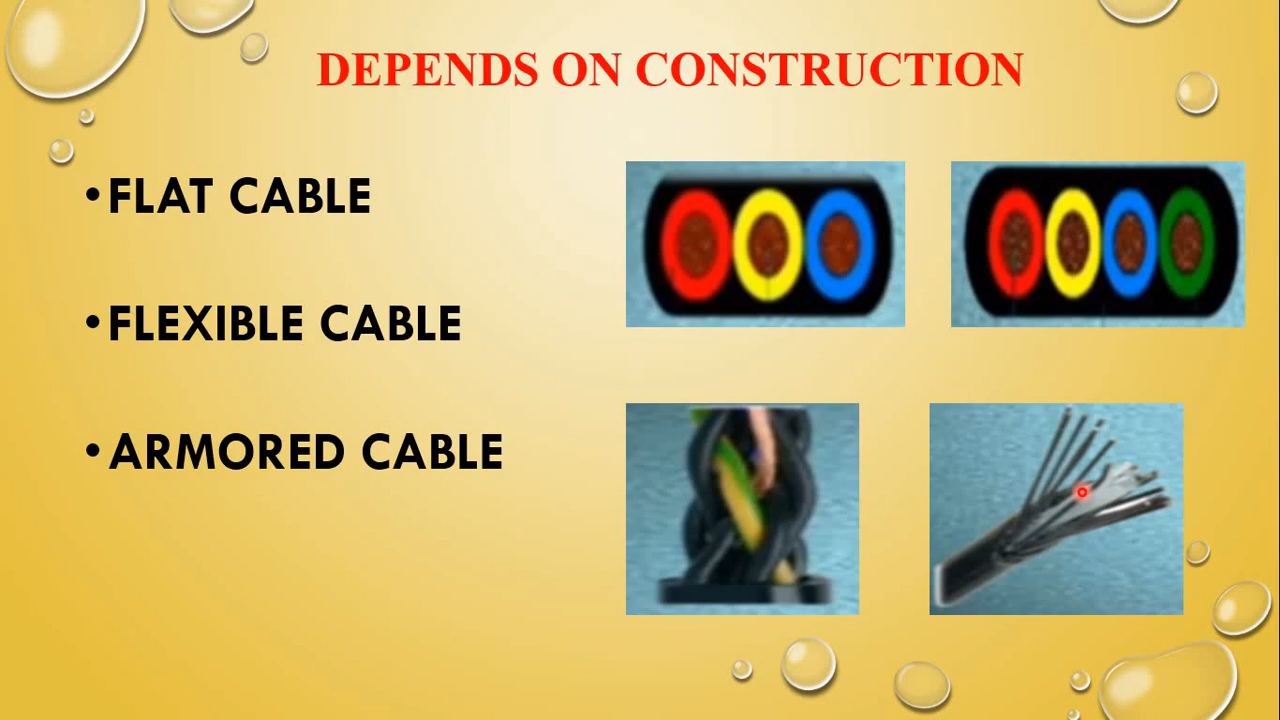 DEPENDS ON CONSTRUCTION
•FLAT CABLE
•FLEXIBLE CABLE
•ARMORED CABLE